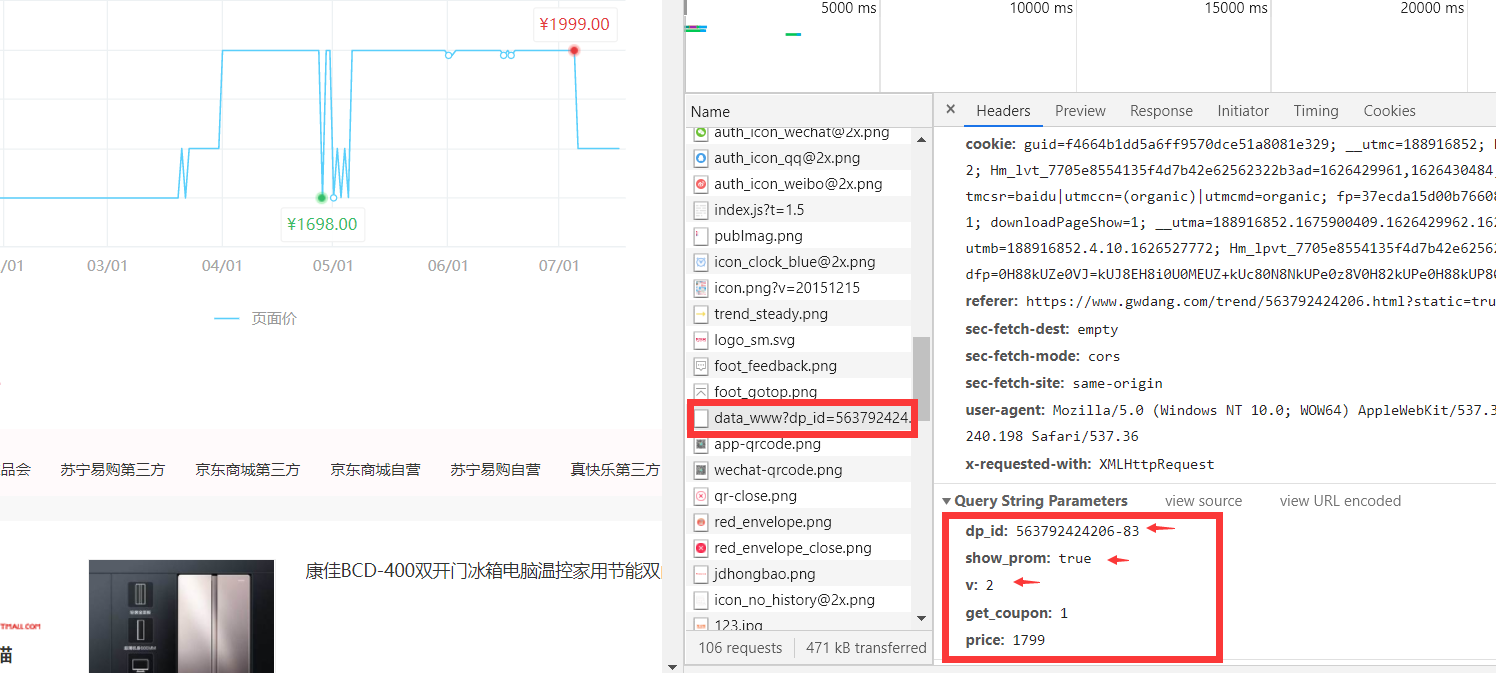 ¥1999.00
¥1698.00
/01
03/01
04/01
05/01
06/01
07/01
页面价
品会
苏宁易购第三方
京东商城第三方
京东商城自营
苏宁易购自营
真快乐第三方
康佳BCD-400双开门冰箱电脑温控家用节能双
TMALL.COM
猫
5000 ms
10000 ms
15000 ms
20000 ms
Name
auth_icon_wechat@2x.png
auth_icon_qq@2x.png
auth_icon_weibo@2x.png
index.js?t=1.5
publmag.png
icon_clock_blue@2x.png
icon.png?v=20151215
trend_steady.png
logo_sm.svg
foot_feedback.png
foot_gotop.png
data_www?dp_id=563792424.
app-qrcode.png
wechat-qrcode.png
qr-close.png
red_envelope.png
red_envelope_close.png
jdhongbao.png
icon_no_history@2x.png
123.jpg
106 requests
471 kB transferred
× Headers Preview Response Initiator Timing Cookies
cookie: guid=f4664b1dd5a6ff9570dce51a8081e329; __utmc=188916852;
2; Hm_lvt_7705e8554135f4d7b42e62562322b3ad=1626429961,1626430484
tmcsr=baidu|utmccn=(organic)|utmcmd=organic; fp=37ecda15d00b76608
1; downloadPageShow=1; __utma=188916852.1675900409.1626429962.162
utmb=188916852.4.10.1626527772; Hm_lpvt_7705e8554135f4d7b42e6256
dfp=0H88kUZe0VJ=kUJ8EH8i0U0MEUZ+kUc80N8NkUPe0z8V0H82kUPe0H88kUP8
referer: https://www.gwdang.com/trend/563792424206.html?static=tru
sec-fetch-dest: empty
sec-fetch-mode: cors
sec-fetch-site: same-origin
user-agent: Mozilla/5.0 (Windows NT 10.0; WOW64) AppleWebKit/537.3
240.198 Safari/537.36
x-requested-with: XMLHttpRequest
Query String Parameters view source view URL encoded
dp_id: 563792424206-83
show_prom: true
v: 2
get_coupon: 1
price: 1799